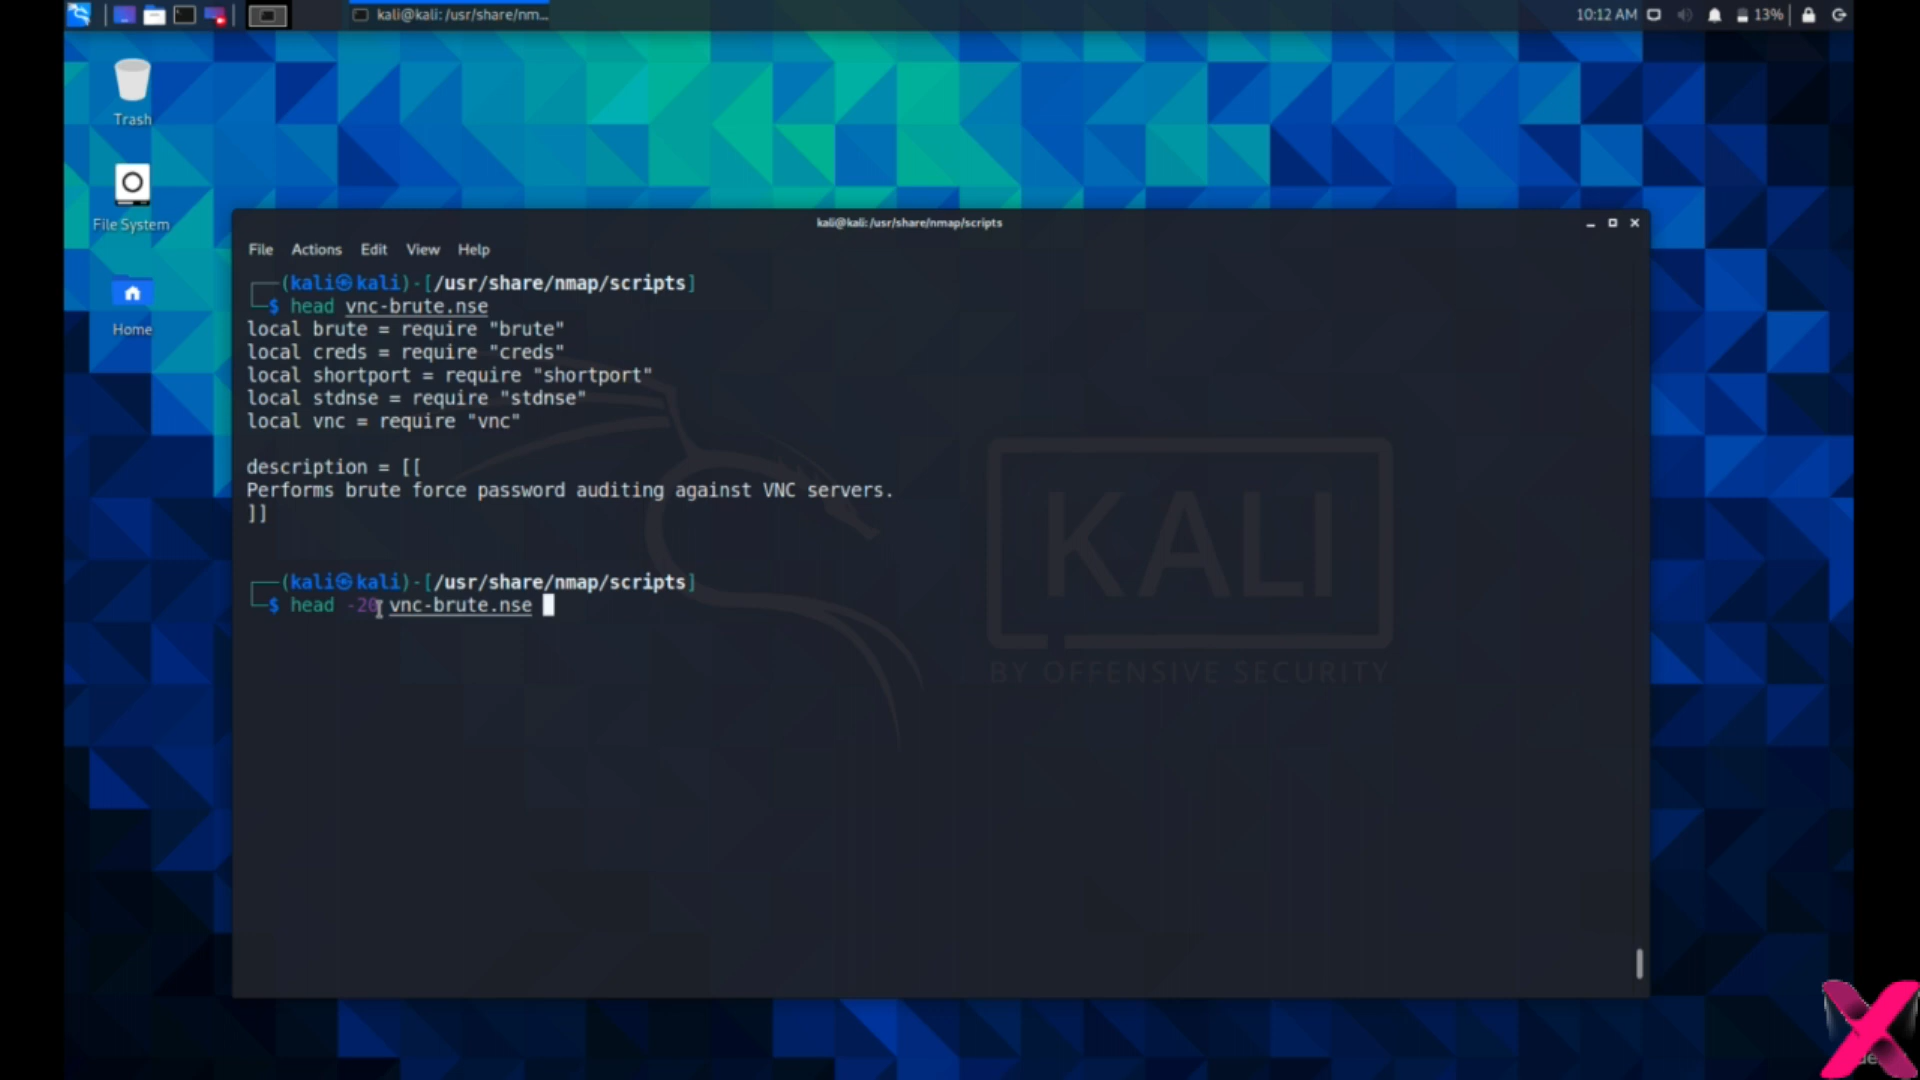 kali@kali: /usr/share/nm...
10:12 AM
13%
Trash
File System
Home
kali@kali: /usr/share/nmap/scripts
File Actions Edit View Help
┌──(kali㉿kali)-[/usr/share/nmap/scripts]
└─$ head vnc-brute.nse
local brute = require "brute"
local creds = require "creds"
local shortport = require "shortport"
local stdnse = require "stdnse"
local vnc = require "vnc"
description = [[
Performs brute force password auditing against VNC servers.
]]
┌──(kali㉿kali)-[/usr/share/nmap/scripts]
└─$ head -20 vnc-brute.nse
KALI
BY OFFENSIVE SECURITY
X